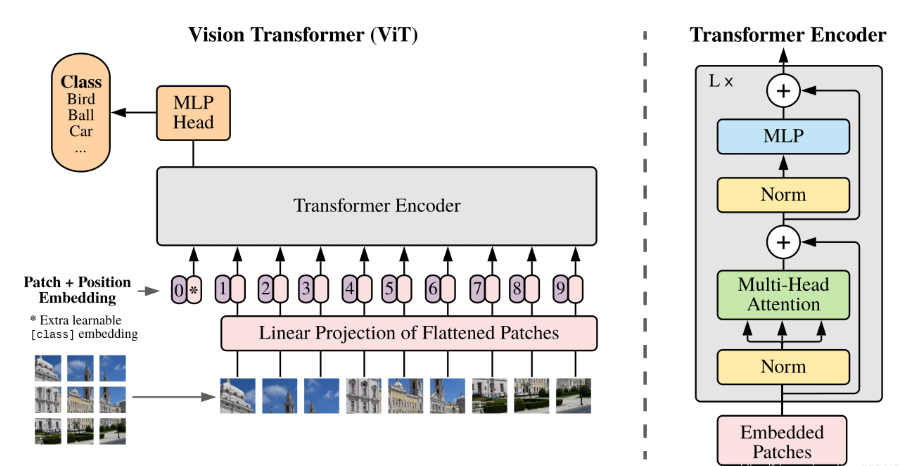 Vision Transformer (ViT)
Class
Bird
Ball
Car
...
MLP
Head
Transformer Encoder
Patch + Position
Embedding
0 * 1 2 3 4 5 6 7 8 9
* Extra learnable
[class] embedding
Linear Projection of Flattened Patches
Transformer Encoder
L x
+
MLP
Norm
+
Multi-Head
Attention
Norm
Embedded
Patches